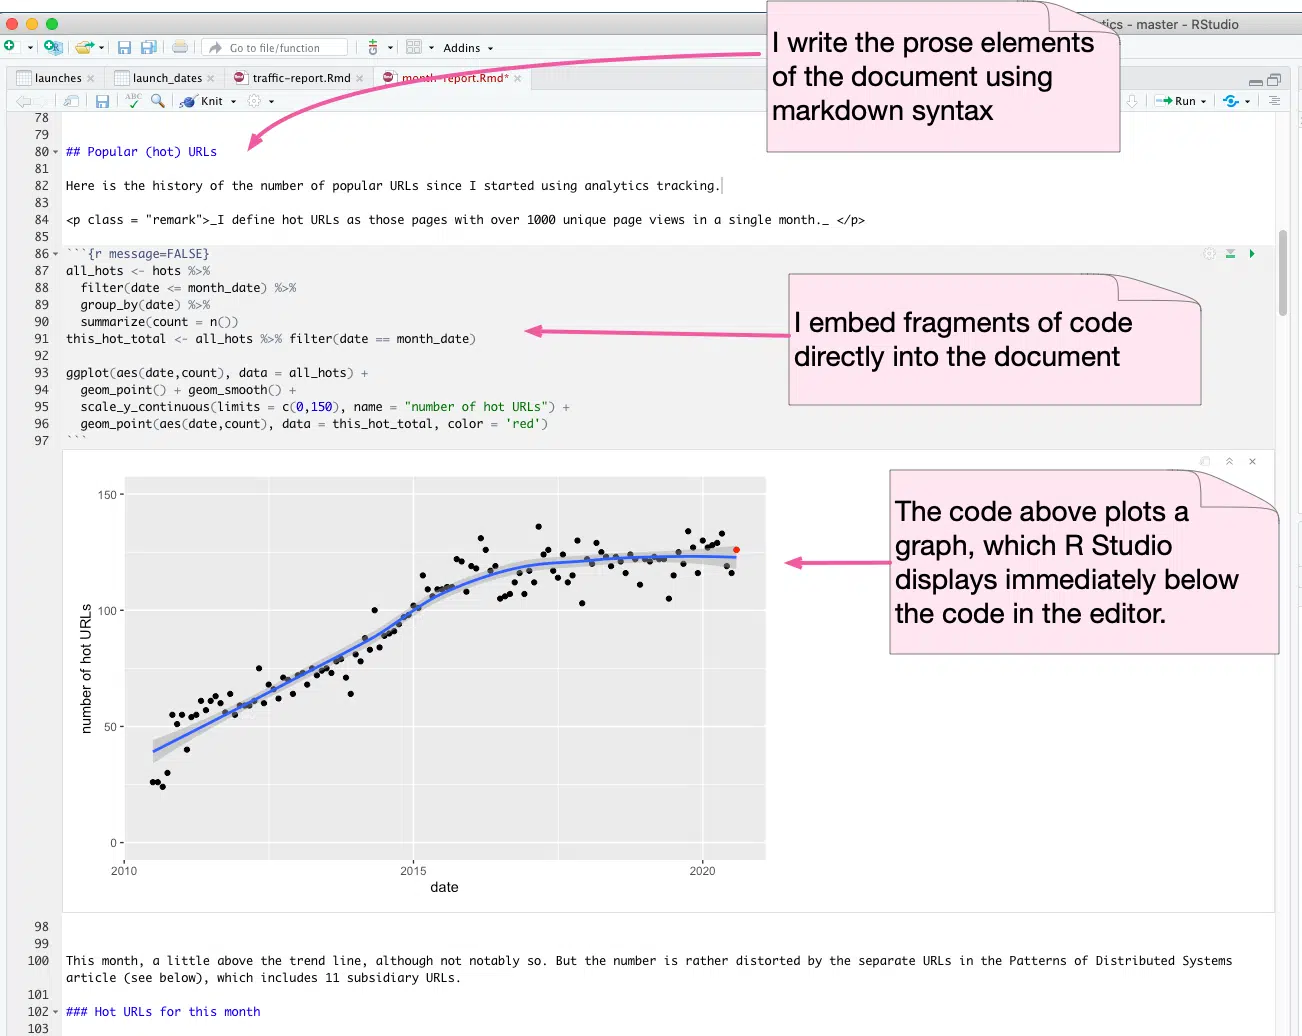 tics - master - RStudio
Go to file/function
Addins
launches
launch_dates
traffic-report.Rmd
month-report.Rmd*
ABC
Knit
Run
I write the prose elements
of the document using
markdown syntax
78
79
80 ## Popular (hot) URLs
81
82 Here is the history of the number of popular URLs since I started using analytics tracking.
83
84 <p class = "remark">_I define hot URLs as those pages with over 1000 unique page views in a single month._ </p>
85
86 ```{r message=FALSE}
87 all_hots <- hots %>%
88 filter(date <= month_date) %>%
89 group_by(date) %>%
90 summarize(count = n())
91 this_hot_total <- all_hots %>% filter(date == month_date)
92
93 ggplot(aes(date,count), data = all_hots) +
94 geom_point() + geom_smooth() +
95 scale_y_continuous(limits = c(0,150), name = "number of hot URLs") +
96 geom_point(aes(date,count), data = this_hot_total, color = 'red')
97 ```
I embed fragments of code
directly into the document
The code above plots a
graph, which R Studio
displays immediately below
the code in the editor.
number of hot URLs
150
100
50
0
2010
2015
2020
date
98
99
100 This month, a little above the trend line, although not notably so. But the number is rather distorted by the separate URLs in the Patterns of Distributed Systems
article (see below), which includes 11 subsidiary URLs.
101
102 ### Hot URLs for this month
103